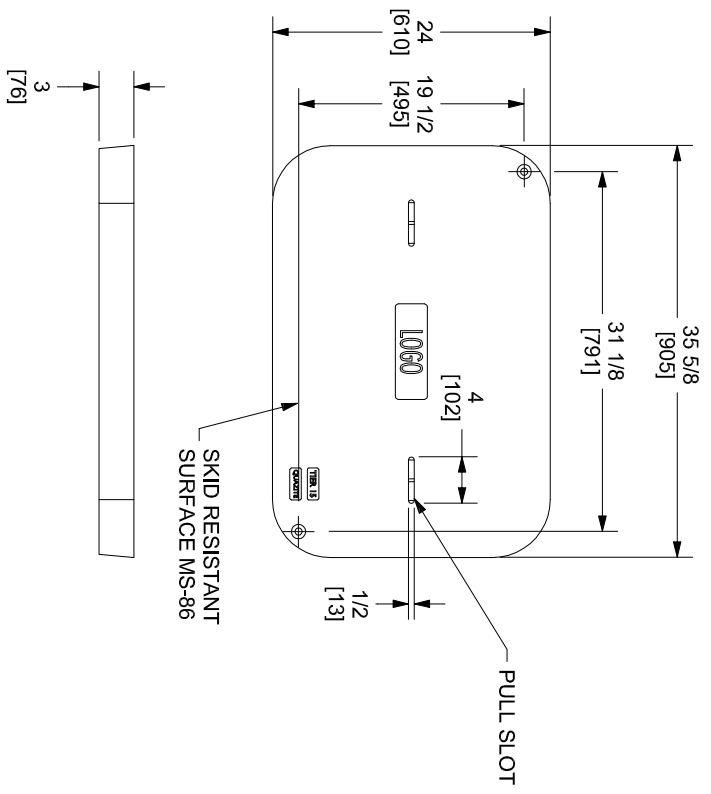 35 5/8
[905]
31 1/8
[791]
24
[610]
19 1/2
[495]
4
[102]
1/2
[13]
3
[76]
LOGO
TIER 15
QUAZITE
PULL SLOT
SKID RESISTANT
SURFACE MS-86